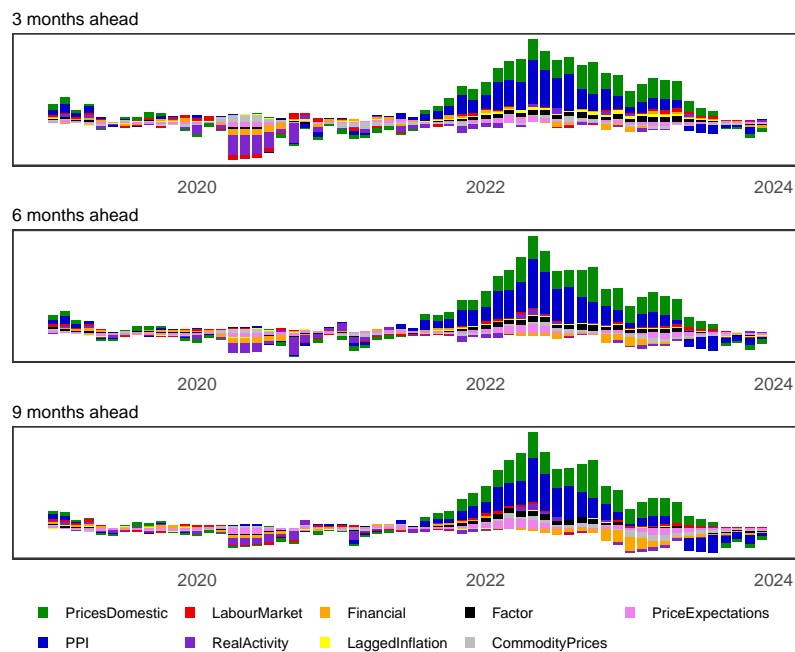 3 months ahead
2020 2022 2024
6 months ahead
2020 2022 2024
9 months ahead
2020 2022 2024
PricesDomestic LabourMarket Financial Factor PriceExpectations
PPI RealActivity LaggedInflation CommodityPrices